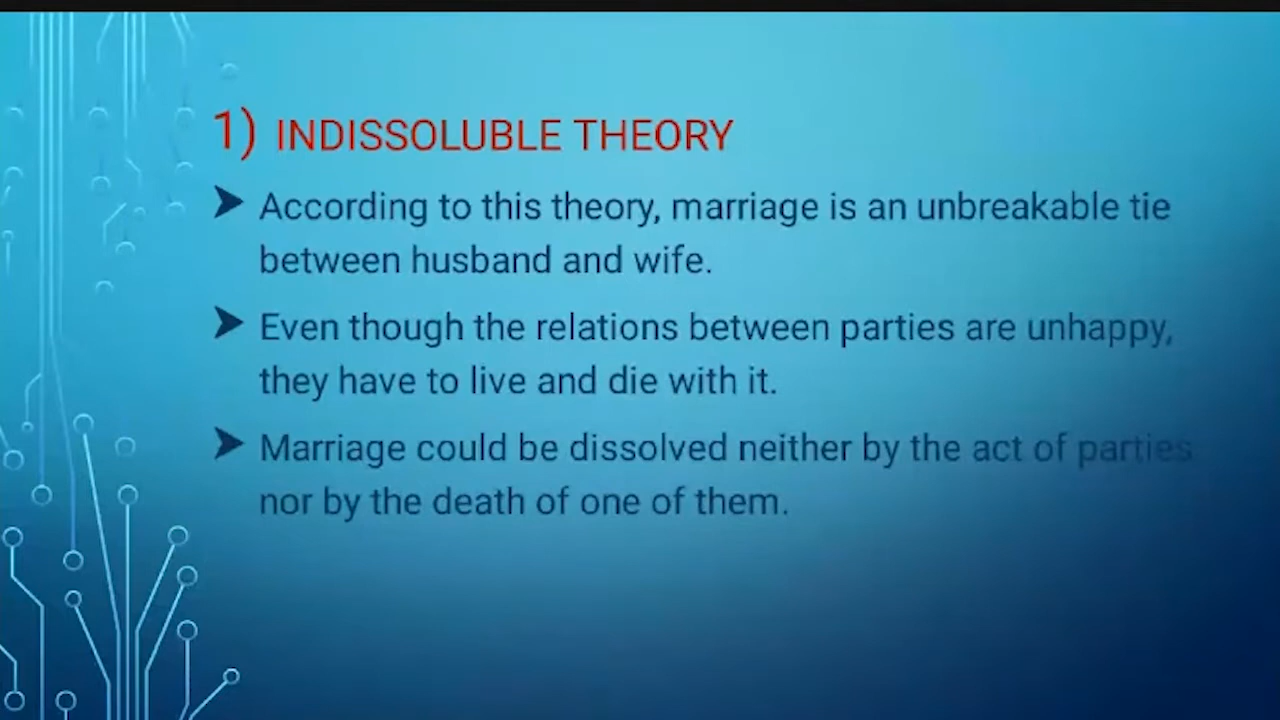 1) INDISSOLUBLE THEORY
➤ According to this theory, marriage is an unbreakable tie
between husband and wife.
➤ Even though the relations between parties are unhappy,
they have to live and die with it.
➤ Marriage could be dissolved neither by the act of parties
nor by the death of one of them.